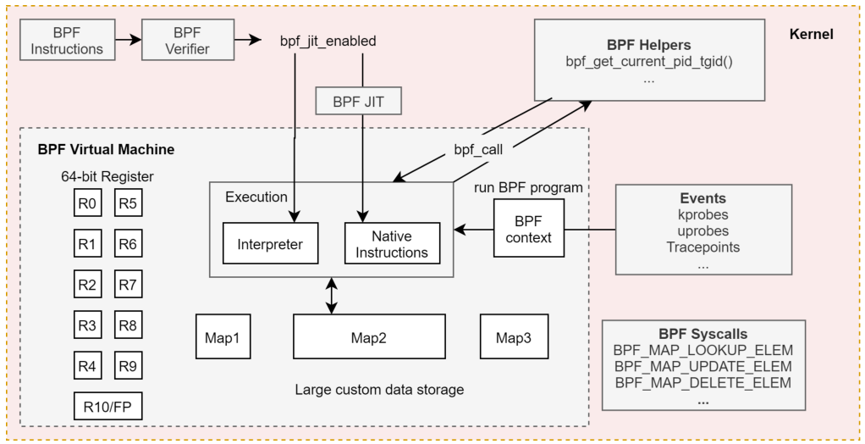 BPF
Instructions
BPF
Verifier
bpf_jit_enabled
BPF Helpers
bpf_get_current_pid_tgid()
...
Kernel
BPF JIT
BPF Virtual Machine
bpf_call
64-bit Register
R0
R5
R1
R6
R2
R7
R3
R8
R4
R9
R10/FP
Execution
Interpreter
Native
Instructions
run BPF program
BPF
context
Events
kprobes
uprobes
Tracepoints
...
Map1
Map2
Map3
Large custom data storage
BPF Syscalls
BPF_MAP_LOOKUP_ELEM
BPF_MAP_UPDATE_ELEM
BPF_MAP_DELETE_ELEM
...